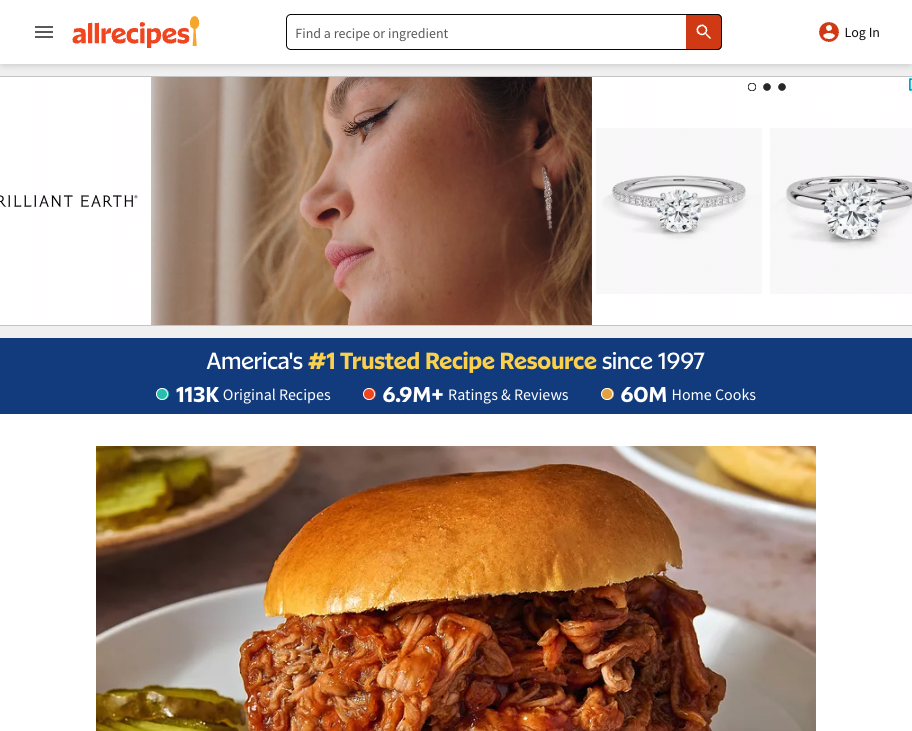 allrecipes
Find a recipe or ingredient
Log In
RILLIANT EARTH®
America's #1 Trusted Recipe Resource since 1997
113K Original Recipes
6.9M+ Ratings & Reviews
60M Home Cooks